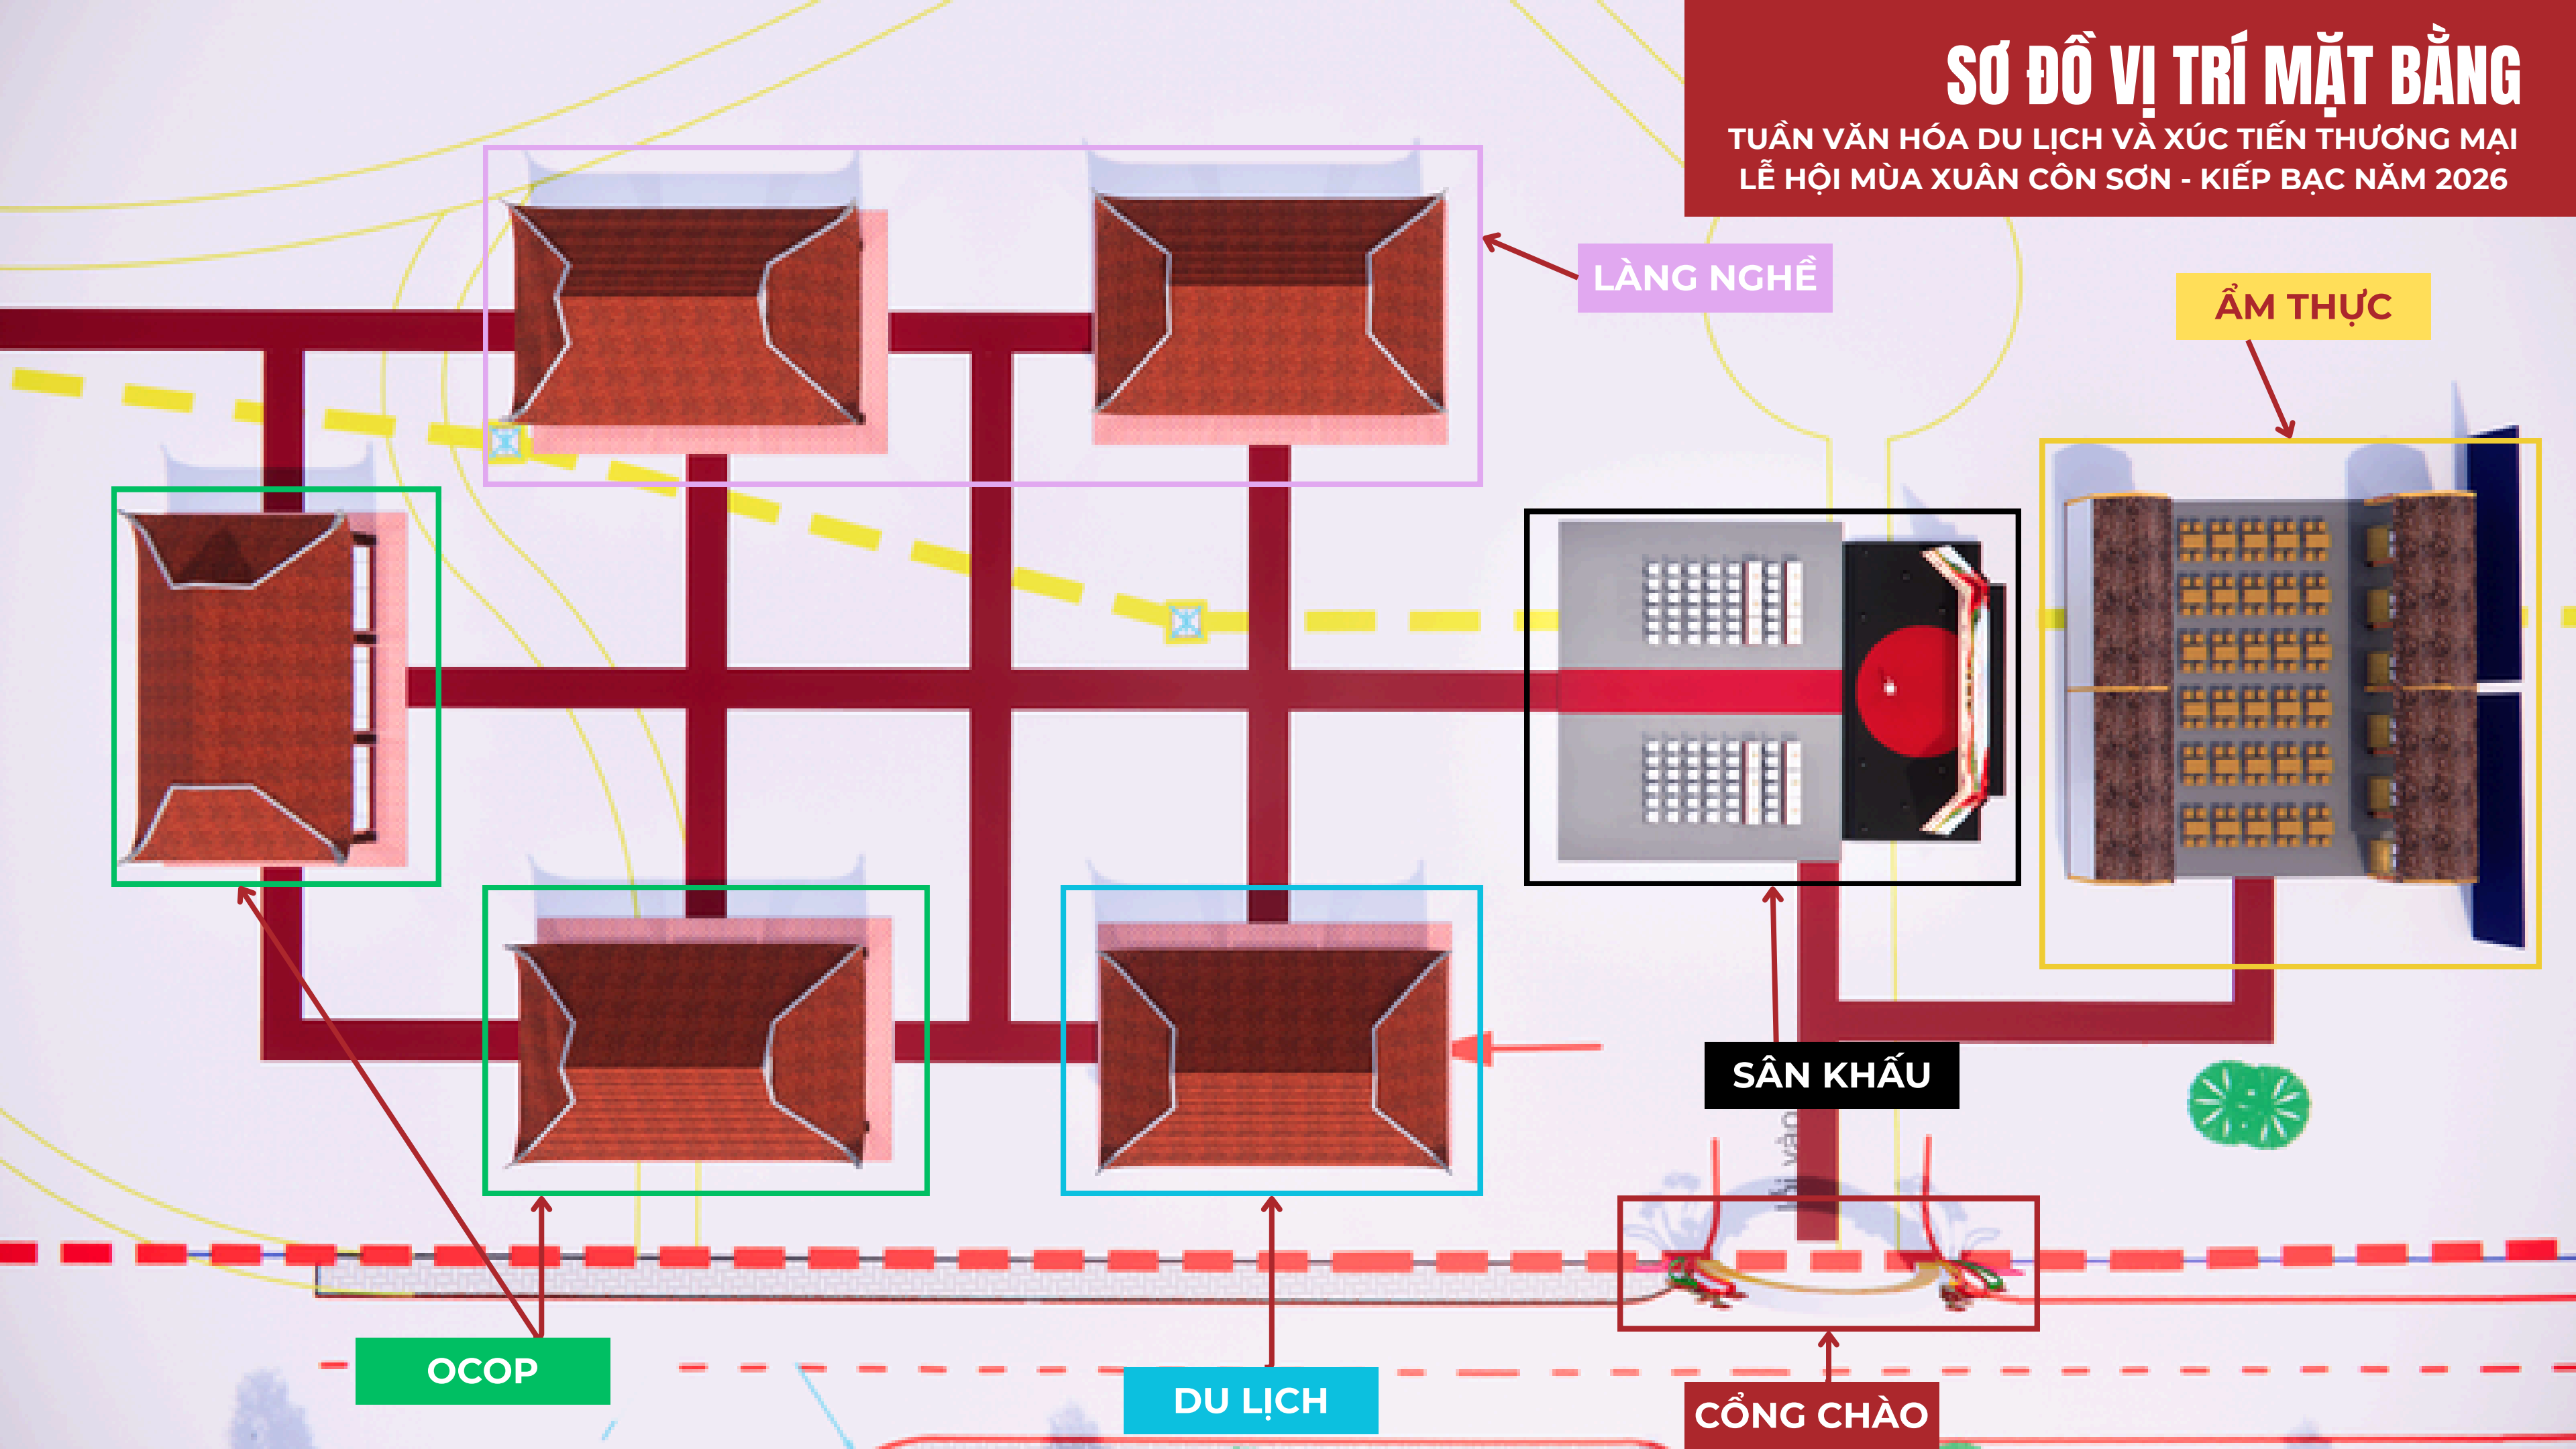 SƠ ĐỒ VỊ TRÍ MẶT BẰNG
TUẦN VĂN HÓA DU LỊCH VÀ XÚC TIẾN THƯƠNG MẠI
LỄ HỘI MÙA XUÂN CÔN SƠN - KIẾP BẠC NĂM 2026
LÀNG NGHỀ
ẨM THỰC
SÂN KHẤU
OCOP
DU LỊCH
CỔNG CHÀO